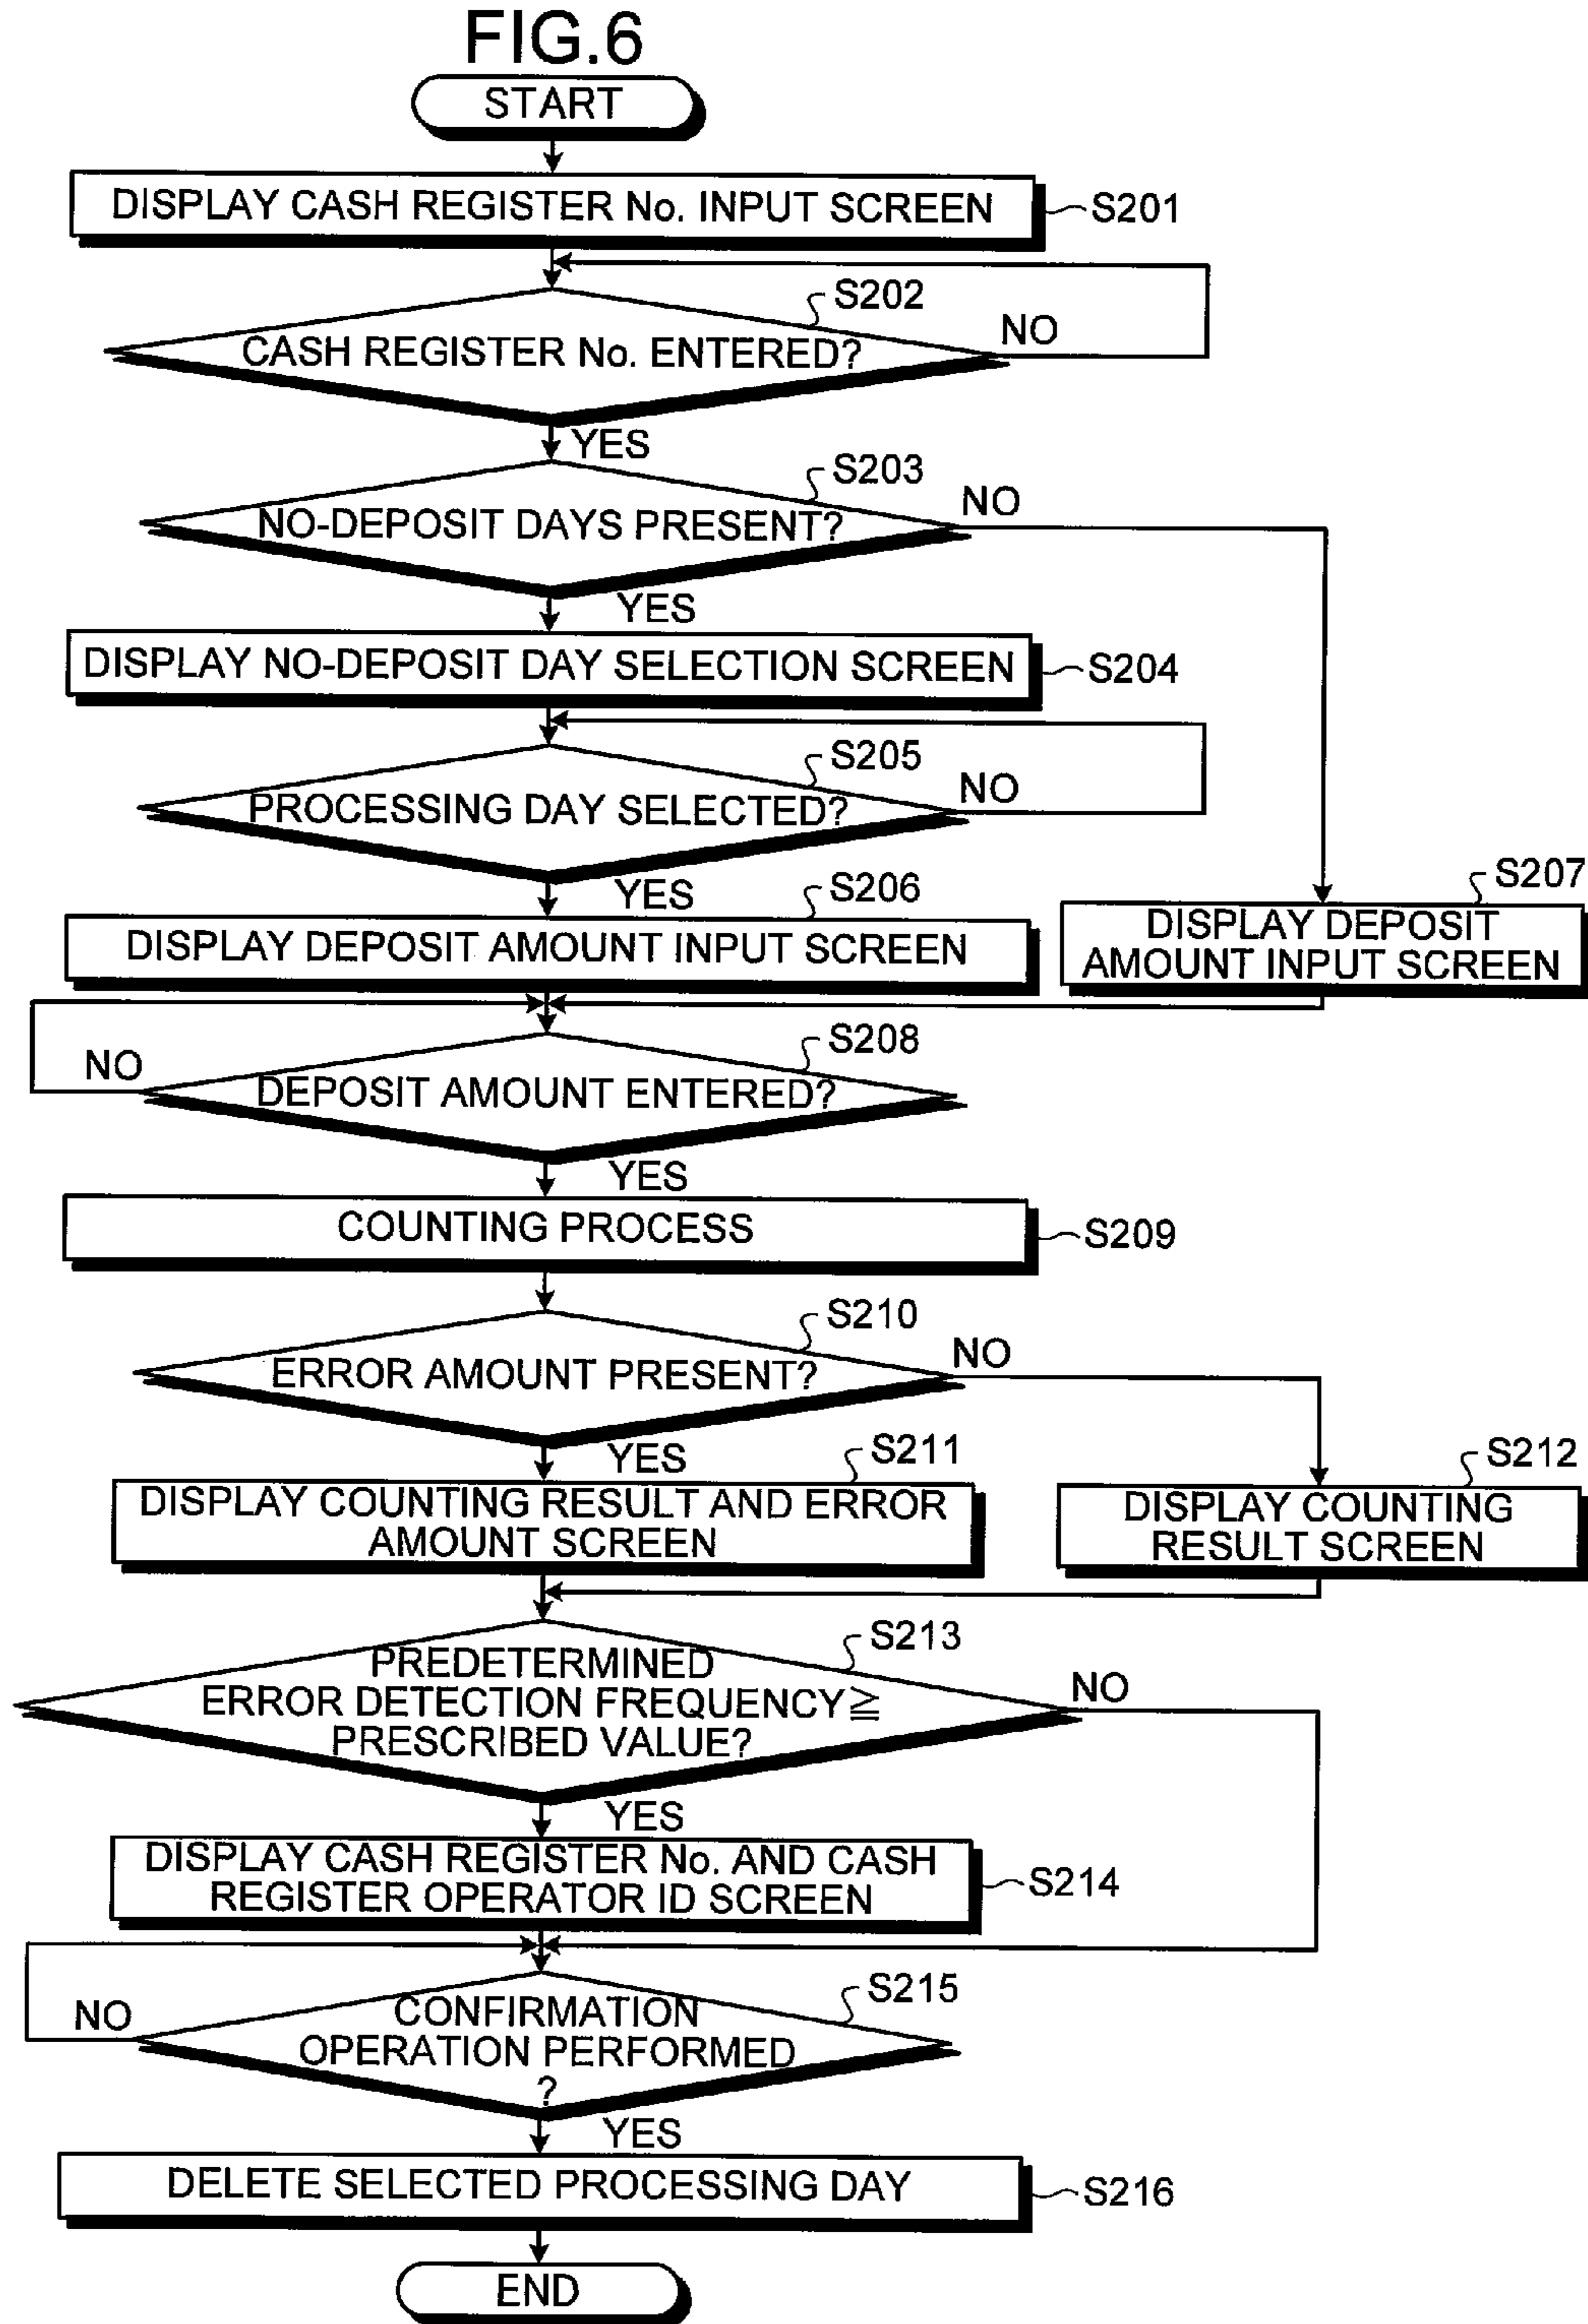 FIG.6
START
DISPLAY CASH REGISTER No. INPUT SCREEN
S201
S202
CASH REGISTER No. ENTERED?
NO
YES
S203
NO-DEPOSIT DAYS PRESENT?
NO
YES
DISPLAY NO-DEPOSIT DAY SELECTION SCREEN
S204
S205
PROCESSING DAY SELECTED?
NO
YES
S206
DISPLAY DEPOSIT AMOUNT INPUT SCREEN
S207
DISPLAY DEPOSIT
AMOUNT INPUT SCREEN
S208
NO
DEPOSIT AMOUNT ENTERED?
YES
COUNTING PROCESS
S209
S210
ERROR AMOUNT PRESENT?
NO
YES
S211
DISPLAY COUNTING RESULT AND ERROR
AMOUNT SCREEN
S212
DISPLAY COUNTING
RESULT SCREEN
S213
PREDETERMINED
ERROR DETECTION FREQUENCY≧
PRESCRIBED VALUE?
NO
YES
DISPLAY CASH REGISTER No. AND CASH
REGISTER OPERATOR ID SCREEN
S214
S215
NO
CONFIRMATION
OPERATION PERFORMED
?
YES
DELETE SELECTED PROCESSING DAY
S216
END